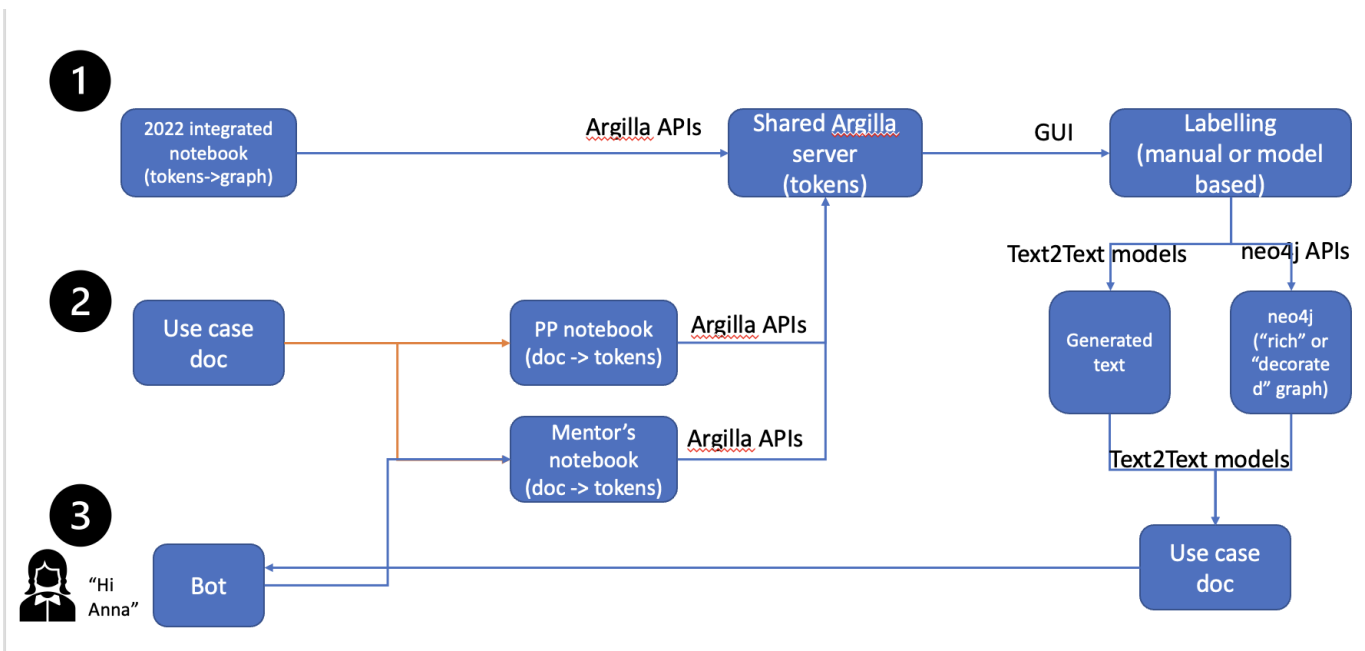 1
2022 integrated
notebook
(tokens->graph)
Argilla APIs
Shared Argilla
server
(tokens)
GUI
Labelling
(manual or model
based)
Text2Text models
neo4j APIs
2
Use case
doc
PP notebook
(doc -> tokens)
Argilla APIs
Mentor’s
notebook
(doc -> tokens)
Argilla APIs
Generated
text
neo4j
(“rich” or
“decorate
d” graph)
Text2Text models
3
“Hi
Anna”
Bot
Use case
doc